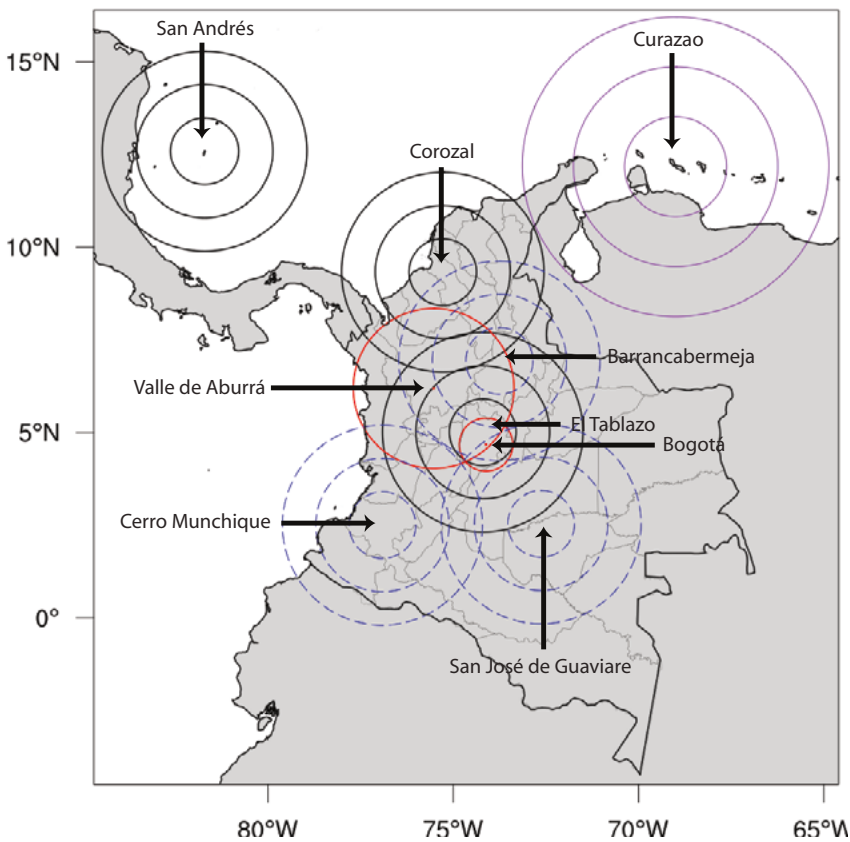 San Andrés
Curazao
15°N
Corozal
10°N
Barrancabermeja
Valle de Aburrá
5°N
El Tablazo
Bogotá
Cerro Munchique
0°
San José de Guaviare
80°W
75°W
70°W
65°W